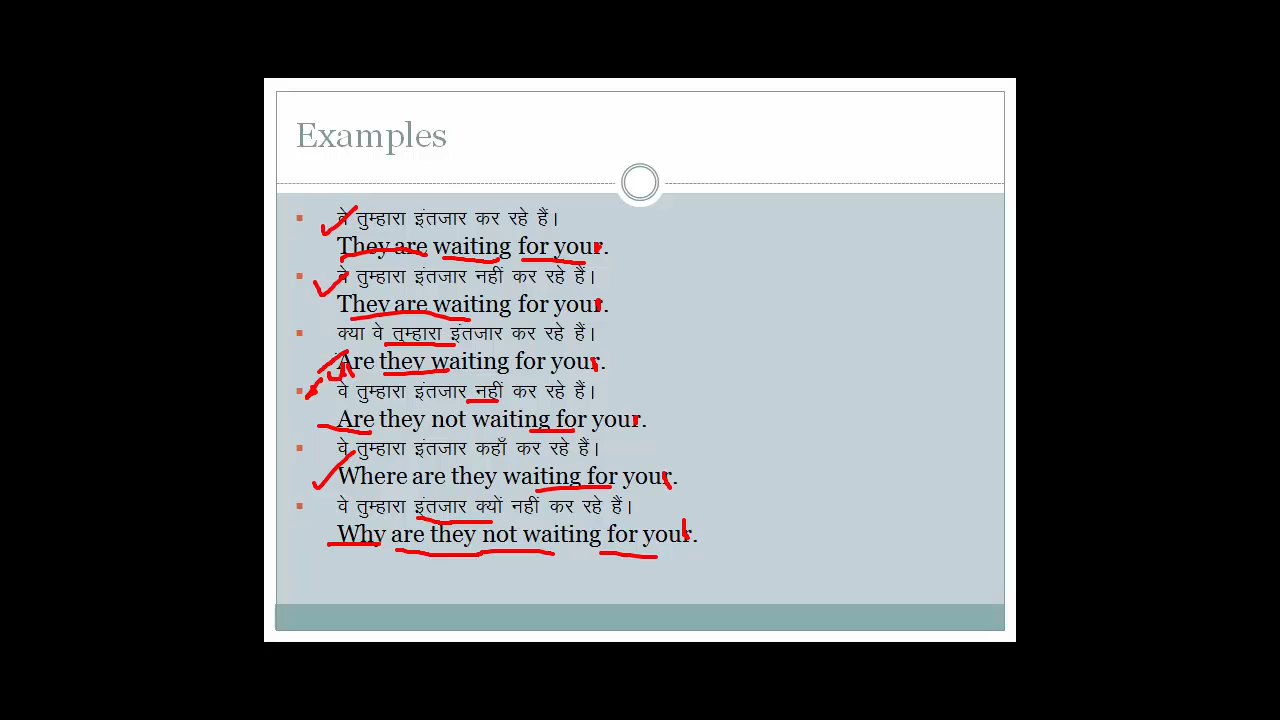 Examples
वे तुम्हारा इंतजार कर रहे हैं।
They are waiting for your.
वे तुम्हारा इंतजार नहीं कर रहे हैं।
They are waiting for your.
क्या वे तुम्हारा इंतजार कर रहे हैं।
Are they waiting for your.
वे तुम्हारा इंतजार नहीं कर रहे हैं।
Are they not waiting for your.
वे तुम्हारा इंतजार कहाँ कर रहे हैं।
Where are they waiting for your.
वे तुम्हारा इंतजार क्यों नहीं कर रहे हैं।
Why are they not waiting for your.